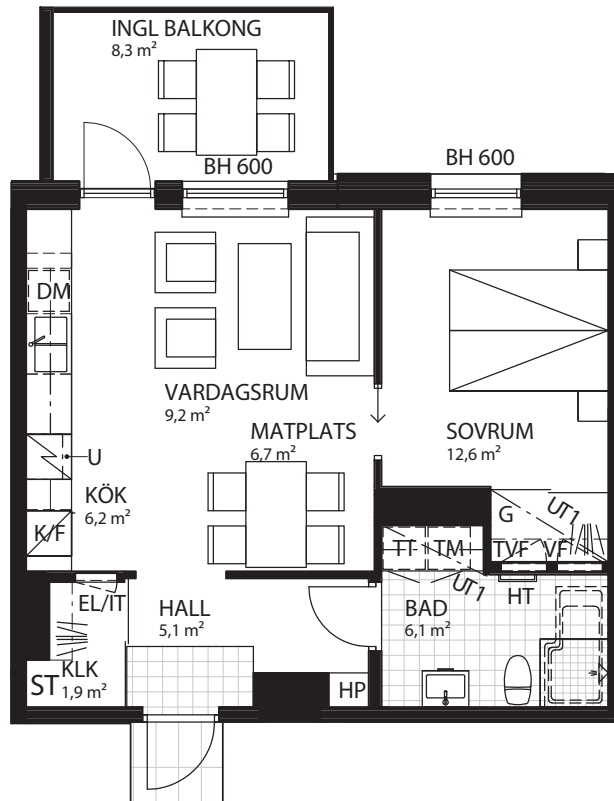 INGL BALKONG
8,3 m²
BH 600
BH 600
DM
VARDAGSRUM
9,2 m²
MATPLATS
6,7 m²
SOVRUM
12,6 m²
U
KÖK
6,2 m²
K/F
G
UT1
TVF
VF
TT
TM
UT1
HT
EL/IT
HALL
5,1 m²
BAD
6,1 m²
ST
KLK
1,9 m²
HP